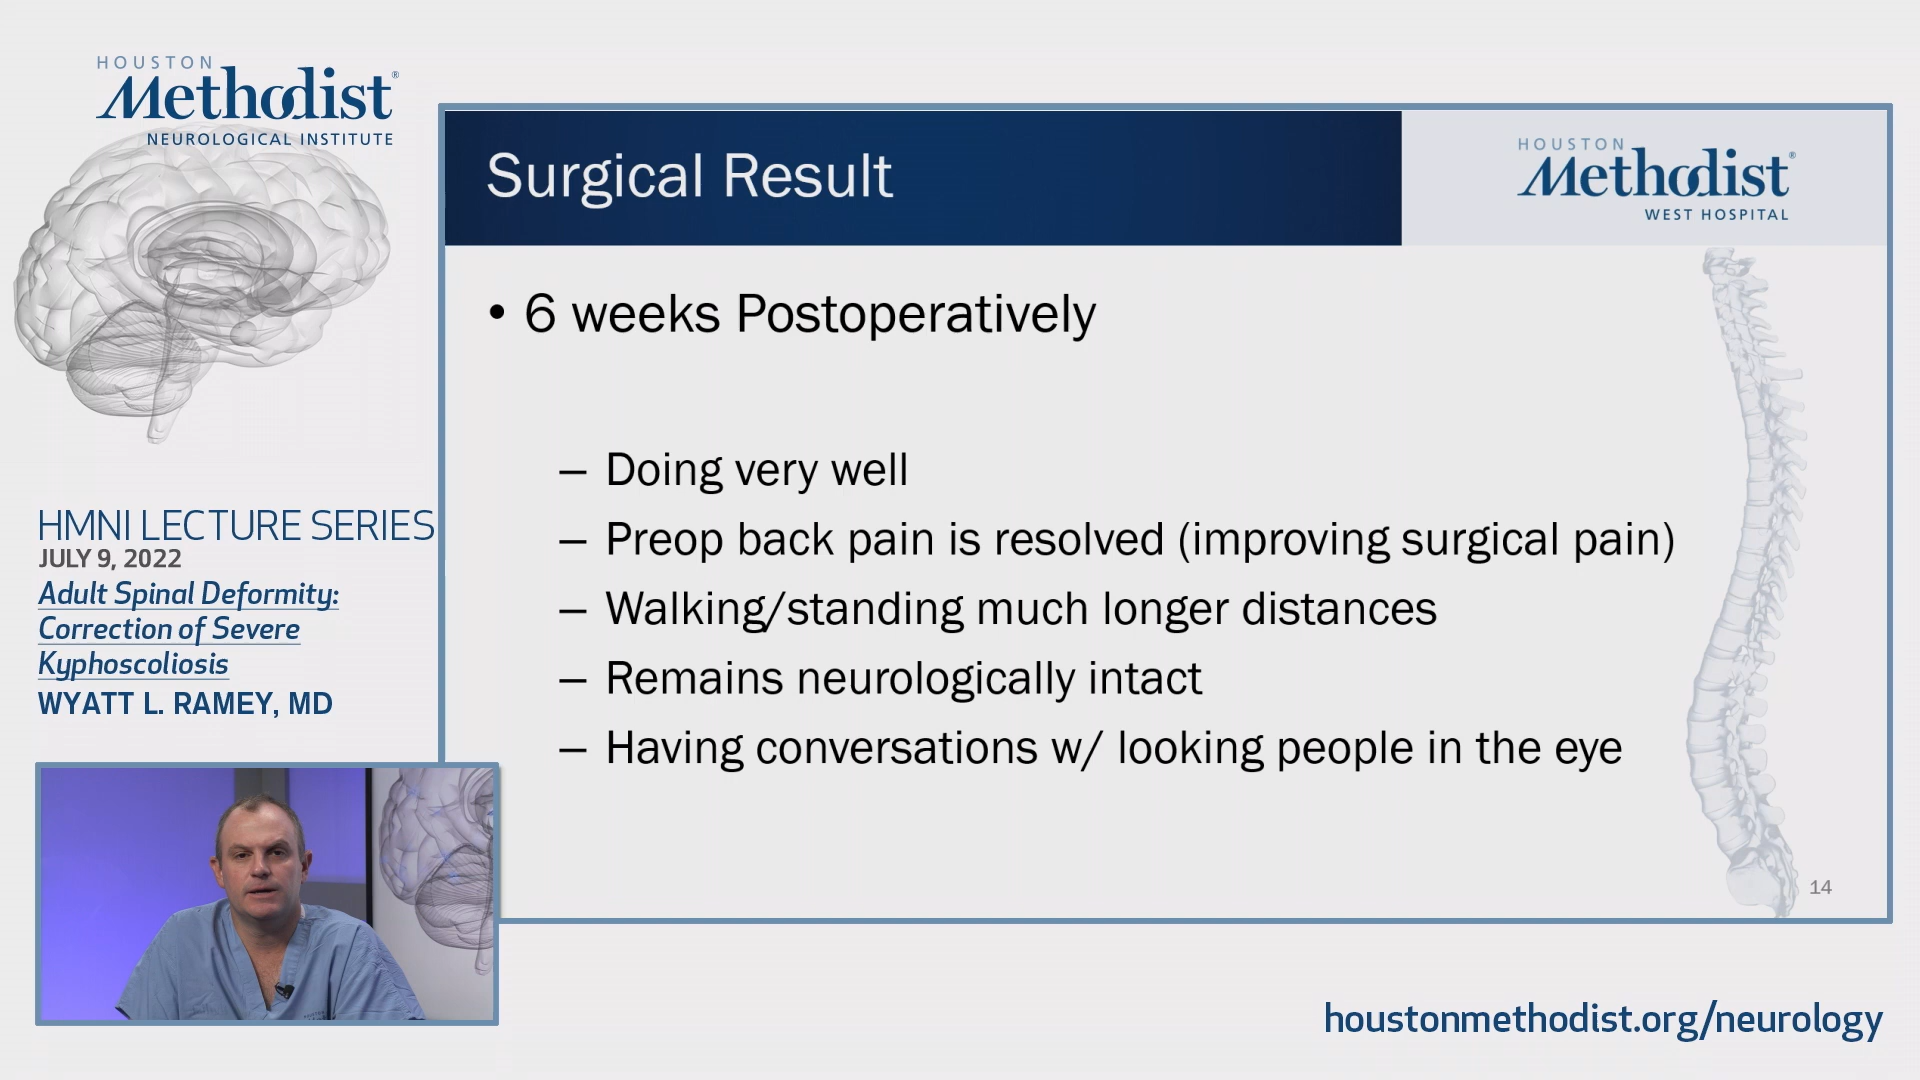 HOUSTON
Methodist®
NEUROLOGICAL INSTITUTE
HMNI LECTURE SERIES
JULY 9, 2022
Adult Spinal Deformity:
Correction of Severe
Kyphoscoliosis
WYATT L. RAMEY, MD
Surgical Result
HOUSTON
Methodist®
WEST HOSPITAL
• 6 weeks Postoperatively
– Doing very well
– Preop back pain is resolved (improving surgical pain)
– Walking/standing much longer distances
– Remains neurologically intact
– Having conversations w/ looking people in the eye
14
houstonmethodist.org/neurology